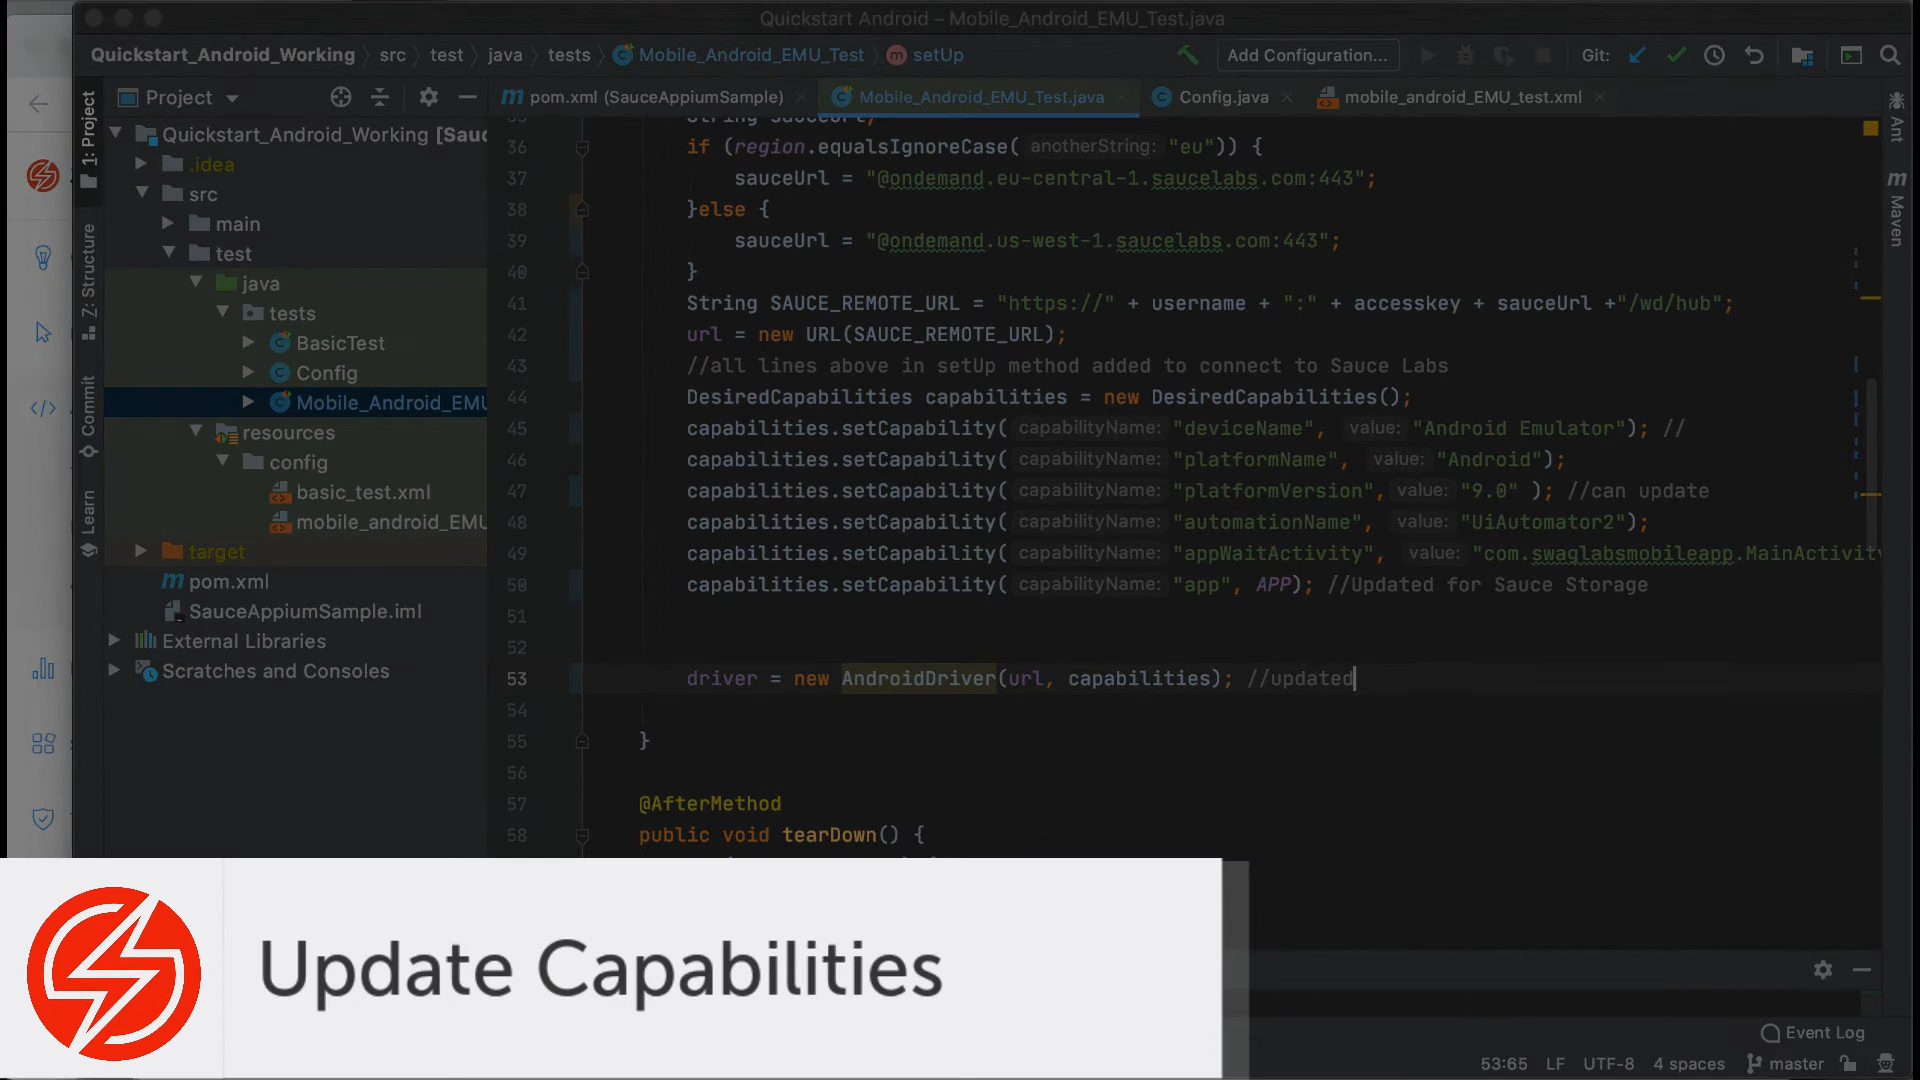 Quickstart Android – Mobile_Android_EMU_Test.java
Quickstart_Android_Working src test java tests Mobile_Android_EMU_Test setUp Add Configuration... Git:
Project pom.xml (SauceAppiumSample) Mobile_Android_EMU_Test.java Config.java mobile_android_EMU_test.xml
1: Project
Z: Structure
Commit
Learn
Quickstart_Android_Working [Sauc
.idea
src
main
test
java
tests
BasicTest
Config
Mobile_Android_EMU
resources
config
basic_test.xml
mobile_android_EMU
target
pom.xml
SauceAppiumSample.iml
External Libraries
Scratches and Consoles
35 String sauceUrl;
36 if (region.equalsIgnoreCase( anotherString: "eu")) {
37 sauceUrl = "@ondemand.eu-central-1.saucelabs.com:443";
38 }else {
39 sauceUrl = "@ondemand.us-west-1.saucelabs.com:443";
40 }
41 String SAUCE_REMOTE_URL = "https://" + username + ":" + accesskey + sauceUrl +"/wd/hub";
42 url = new URL(SAUCE_REMOTE_URL);
43 //all lines above in setUp method added to connect to Sauce Labs
44 DesiredCapabilities capabilities = new DesiredCapabilities();
45 capabilities.setCapability( capabilityName: "deviceName", value: "Android Emulator"); //
46 capabilities.setCapability( capabilityName: "platformName", value: "Android");
47 capabilities.setCapability( capabilityName: "platformVersion", value: "9.0" ); //can update
48 capabilities.setCapability( capabilityName: "automationName", value: "UiAutomator2");
49 capabilities.setCapability( capabilityName: "appWaitActivity", value: "com.swaglabsmobileapp.MainActivity
50 capabilities.setCapability( capabilityName: "app", APP); //Updated for Sauce Storage
51
52
53 driver = new AndroidDriver(url, capabilities); //updated
54
55 }
56
57 @AfterMethod
58 public void tearDown() {
Ant
Maven
Update Capabilities
Event Log
53:65 LF UTF-8 4 spaces master